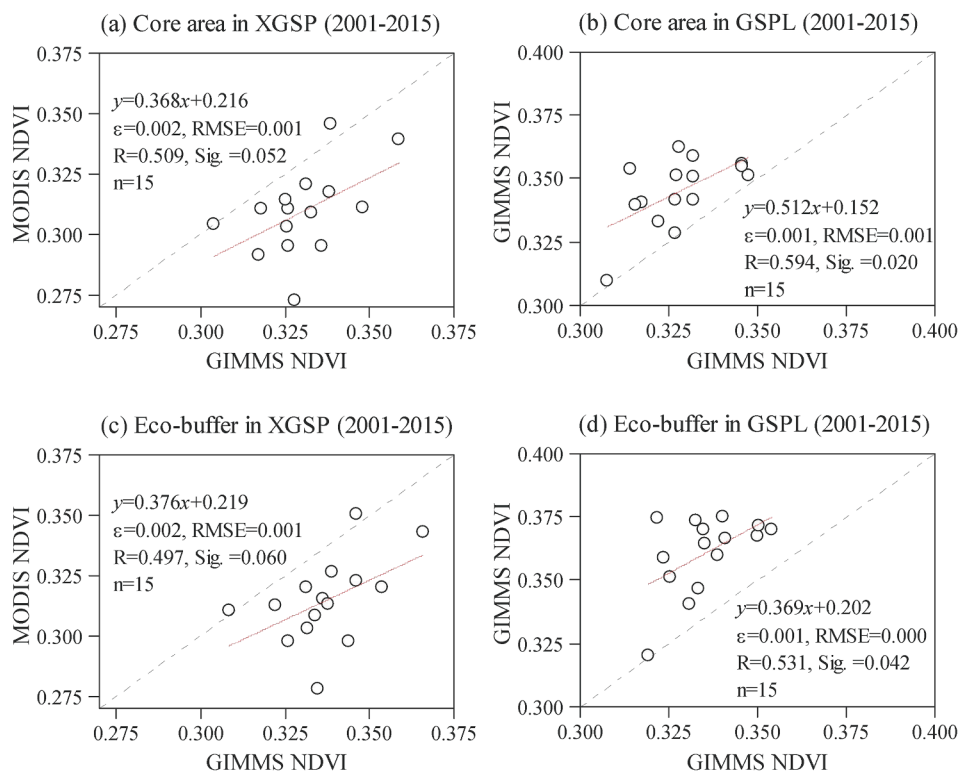 (a) Core area in XGSP (2001-2015)
0.375
0.350
0.325
0.300
0.275
MODIS NDVI
y=0.368x+0.216
ε=0.002, RMSE=0.001
R=0.509, Sig. =0.052
n=15
0.275 0.300 0.325 0.350 0.375
GIMMS NDVI
(b) Core area in GSPL (2001-2015)
0.400
0.375
0.350
0.325
0.300
GIMMS NDVI
y=0.512x+0.152
ε=0.001, RMSE=0.001
R=0.594, Sig. =0.020
n=15
0.300 0.325 0.350 0.375 0.400
GIMMS NDVI
(c) Eco-buffer in XGSP (2001-2015)
0.375
0.350
0.325
0.300
0.275
MODIS NDVI
y=0.376x+0.219
ε=0.002, RMSE=0.001
R=0.497, Sig. =0.060
n=15
0.275 0.300 0.325 0.350 0.375
GIMMS NDVI
(d) Eco-buffer in GSPL (2001-2015)
0.400
0.375
0.350
0.325
0.300
GIMMS NDVI
y=0.369x+0.202
ε=0.001, RMSE=0.000
R=0.531, Sig. =0.042
n=15
0.300 0.325 0.350 0.375 0.400
GIMMS NDVI